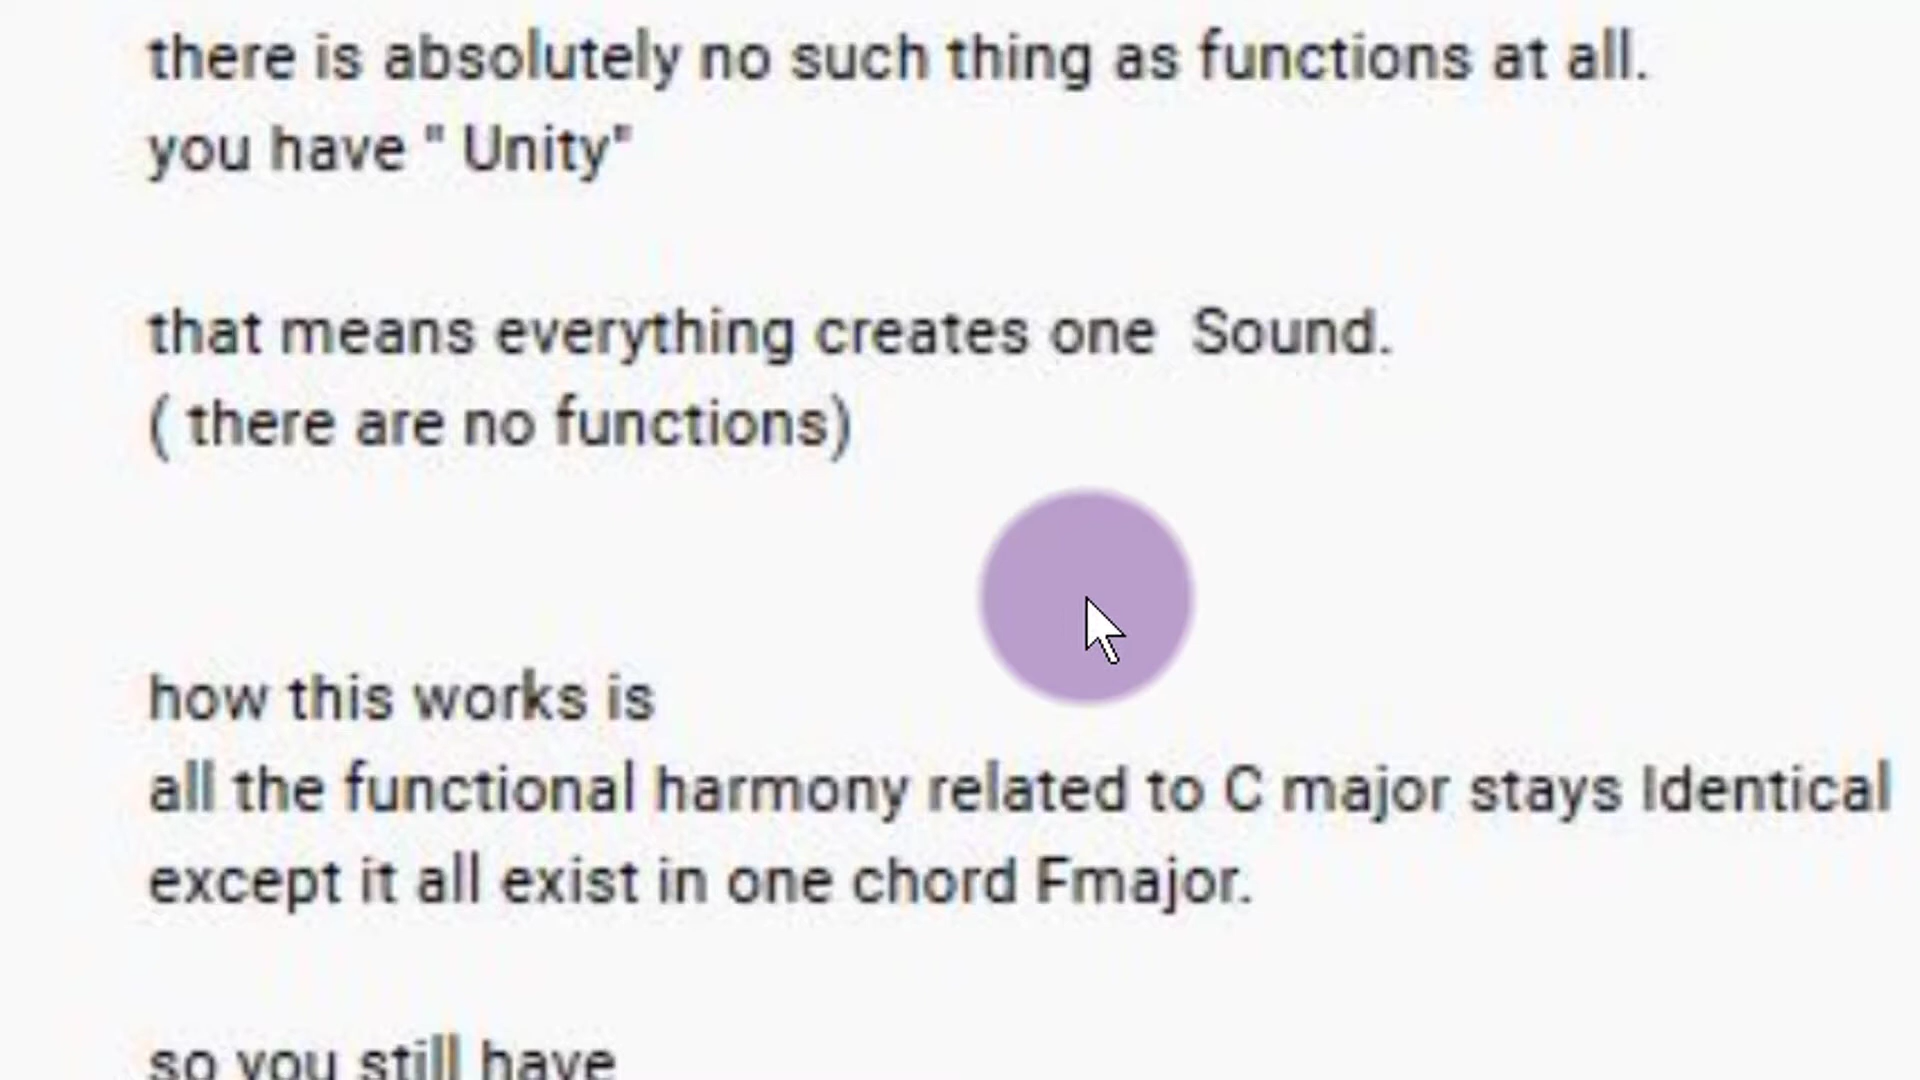 there is absolutely no such thing as functions at all.
you have " Unity"
that means everything creates one  Sound.
( there are no functions)
how this works is
all the functional harmony related to C major stays Identical
except it all exist in one chord Fmajor.
so you still have